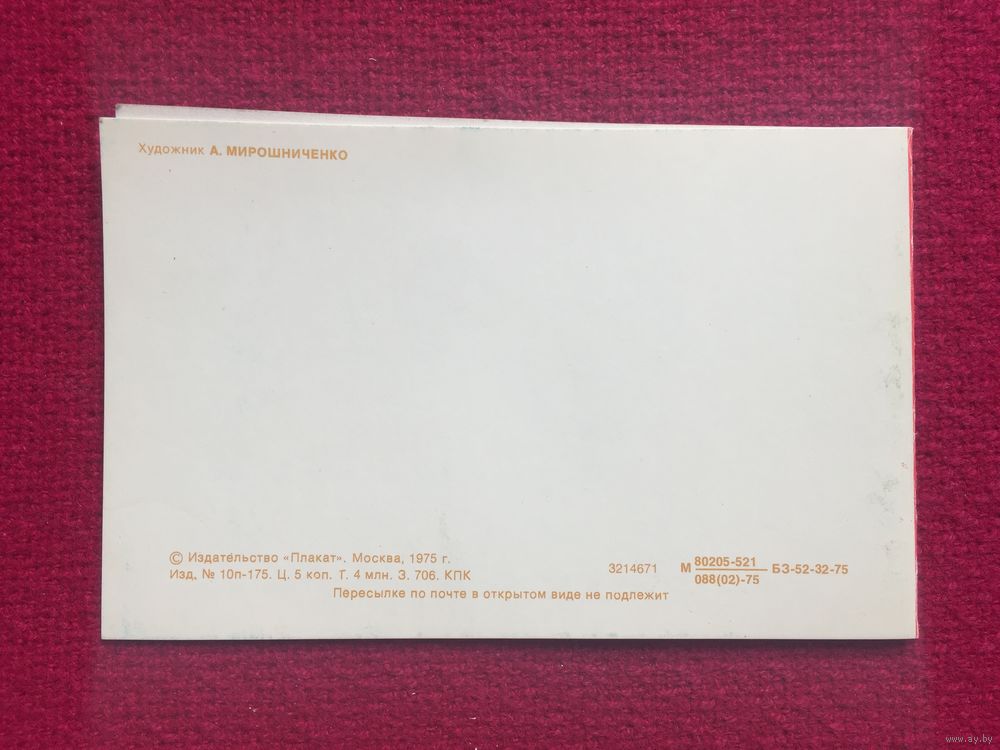 Художник А. МИРОШНИЧЕНКО
© Издательство «Плакат». Москва, 1975 г.
Изд. № 10п-175. Ц. 5 коп. Т. 4 млн. З. 706. КПК
3214671 М 80205-521 БЗ-52-32-75
088(02)-75
Пересылке по почте в открытом виде не подлежит
www.ay.by